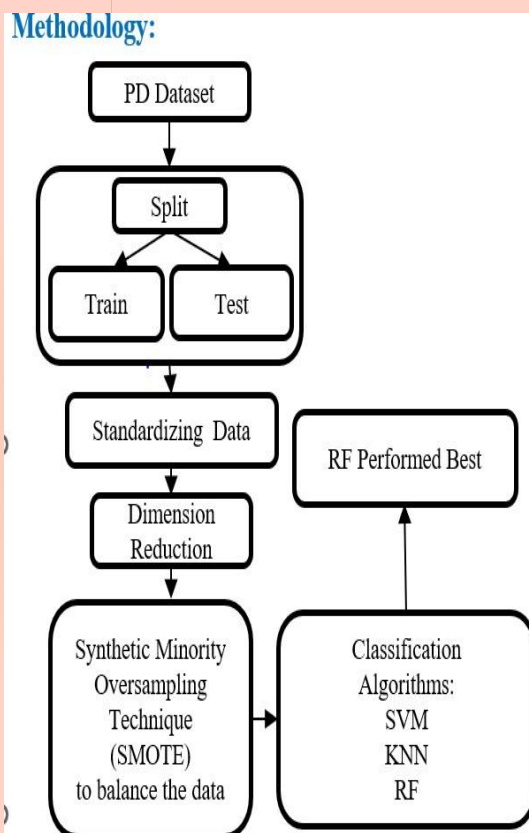 Methodology:
PD Dataset
Split
Train
Test
Standardizing Data
Dimension
Reduction
Synthetic Minority
Oversampling
Technique
(SMOTE)
to balance the data
Classification
Algorithms:
SVM
KNN
RF
RF Performed Best